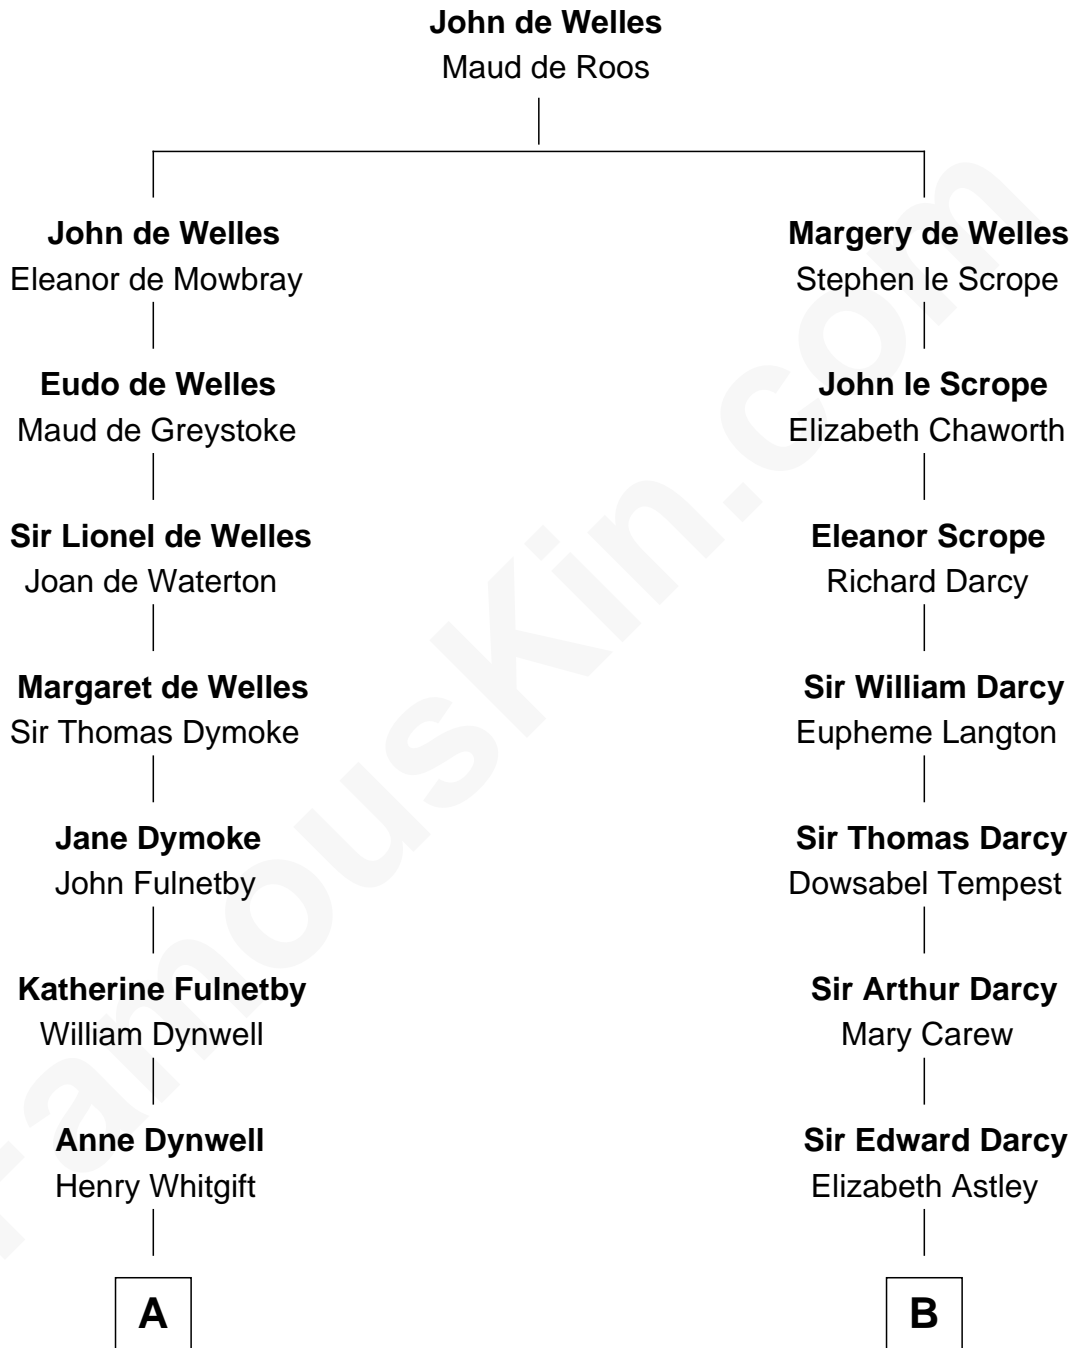 John de Welles
Maud de Roos
John de Welles
Eleanor de Mowbray
Eudo de Welles
Maud de Greystoke
Sir Lionel de Welles
Joan de Waterton
Margaret de Welles
Sir Thomas Dymoke
Jane Dymoke
John Fulnetby
Katherine Fulnetby
William Dynwell
Anne Dynwell
Henry Whitgift
A
Margery de Welles
Stephen le Scrope
John le Scrope
Elizabeth Chaworth
Eleanor Scrope
Richard Darcy
Sir William Darcy
Eupheme Langton
Sir Thomas Darcy
Dowsabel Tempest
Sir Arthur Darcy
Mary Carew
Sir Edward Darcy
Elizabeth Astley
B
FamousKin.com